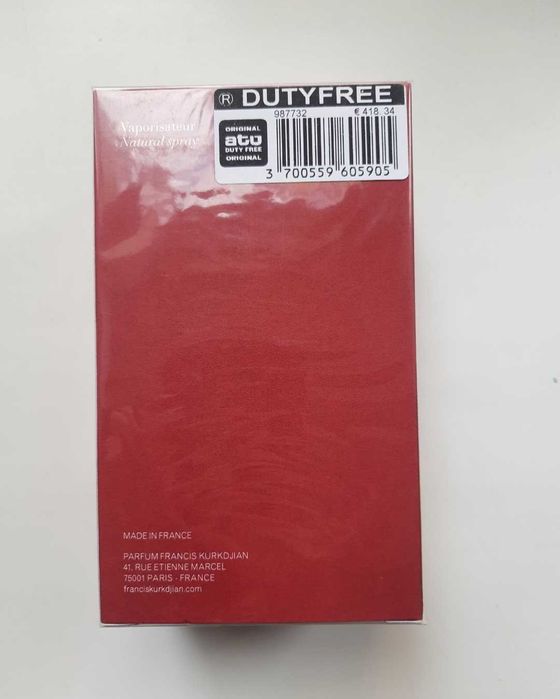 ® DUTYFREE
987732 € 418.34
ORIGINAL
atu
DUTY FREE
ORIGINAL
3 700559 605905
Vaporisateur
Natural spray
MADE IN FRANCE
PARFUM FRANCIS KURKDJIAN
41, RUE ETIENNE MARCEL
75001 PARIS - FRANCE
franciskurkdjian.com